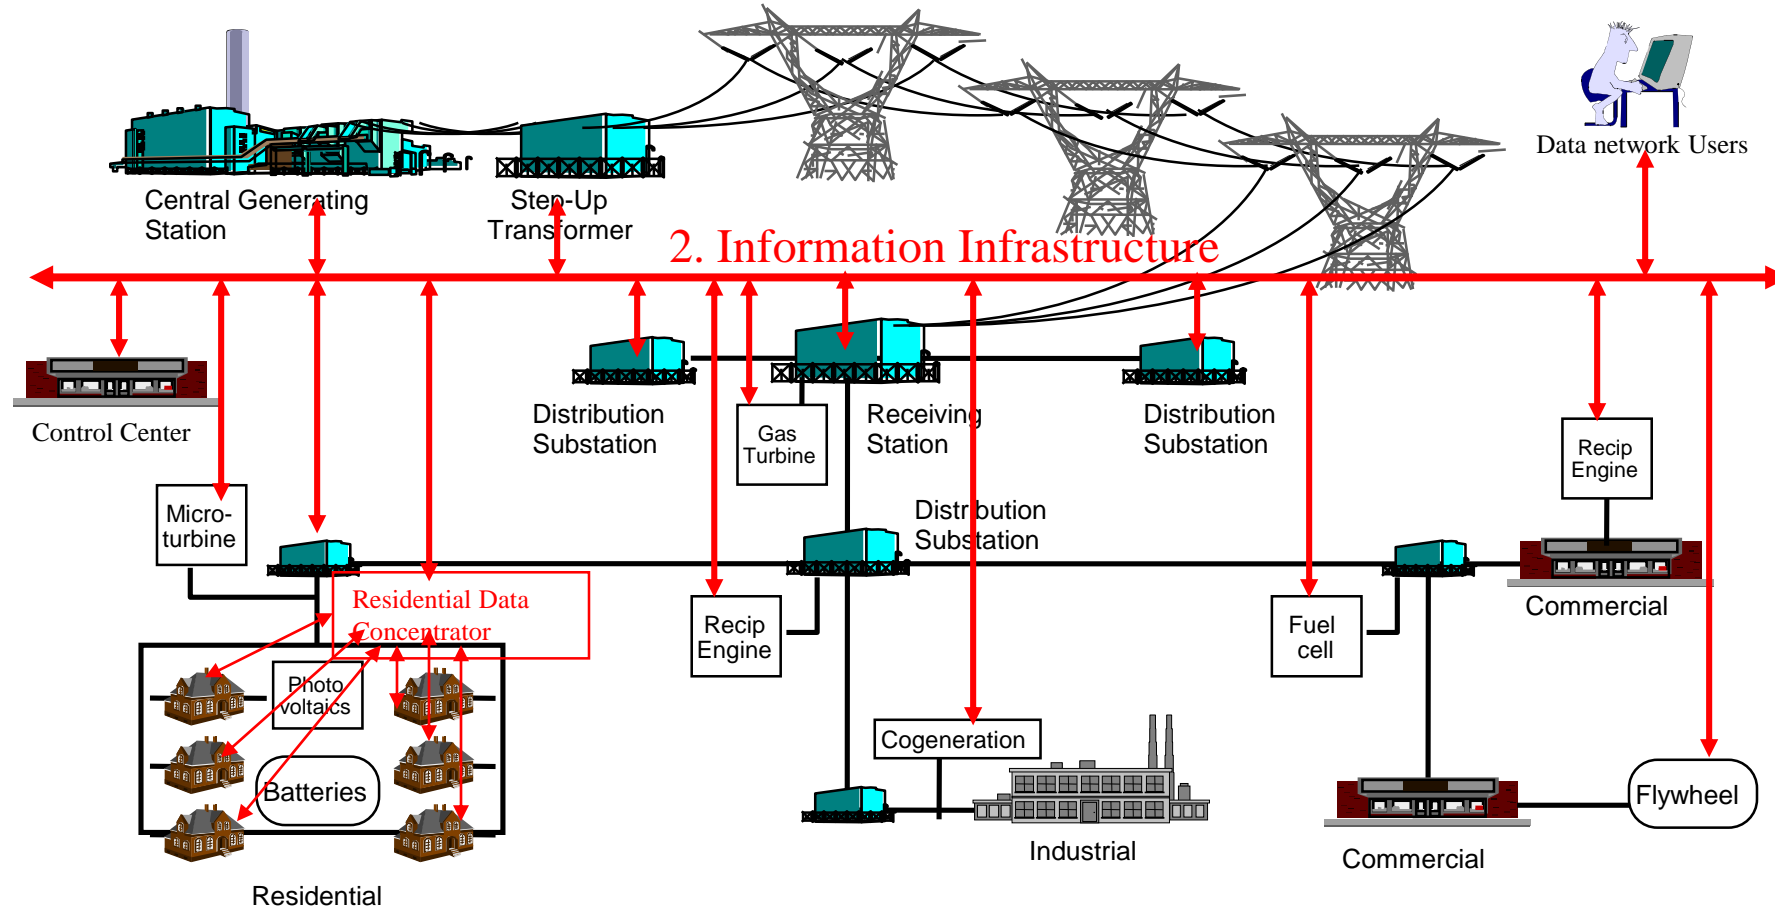 Data network Users
Central Generating
Station
Step-Up
Transformer
2. Information Infrastructure
Control Center
Distribution
Substation
Gas
Turbine
Receiving
Station
Distribution
Substation
Recip
Engine
Micro-
turbine
Distribution
Substation
Residential Data
Concentrator
Recip
Engine
Fuel
cell
Commercial
Photo
voltaics
Cogeneration
Batteries
Flywheel
Industrial
Commercial
Residential